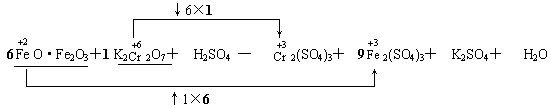 ↓6×1
+2 +6 +3 +3
6FeO·Fe₂O₃+1K₂Cr₂O₇+ H₂SO₄ — Cr₂(SO₄)₃+ 9Fe₂(SO₄)₃+ K₂SO₄+ H₂O
↑1×6